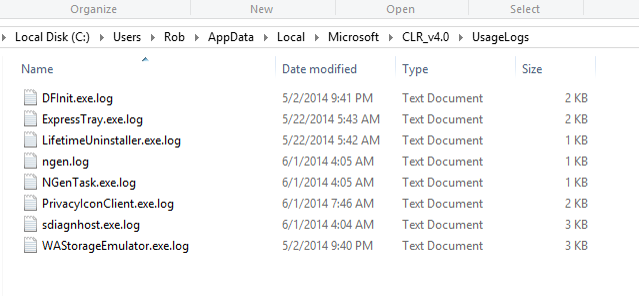 Organize New Open Select
Local Disk (C:) Users Rob AppData Local Microsoft CLR_v4.0 UsageLogs
Name Date modified Type Size
DFInit.exe.log 5/2/2014 9:41 PM Text Document 2 KB
ExpressTray.exe.log 5/22/2014 5:43 AM Text Document 2 KB
LifetimeUninstaller.exe.log 5/22/2014 5:42 AM Text Document 1 KB
ngen.log 6/1/2014 4:05 AM Text Document 1 KB
NGenTask.exe.log 6/1/2014 4:05 AM Text Document 1 KB
PrivacyIconClient.exe.log 6/1/2014 7:46 AM Text Document 2 KB
sdiagnhost.exe.log 6/1/2014 4:04 AM Text Document 3 KB
WAStorageEmulator.exe.log 5/2/2014 9:40 PM Text Document 3 KB